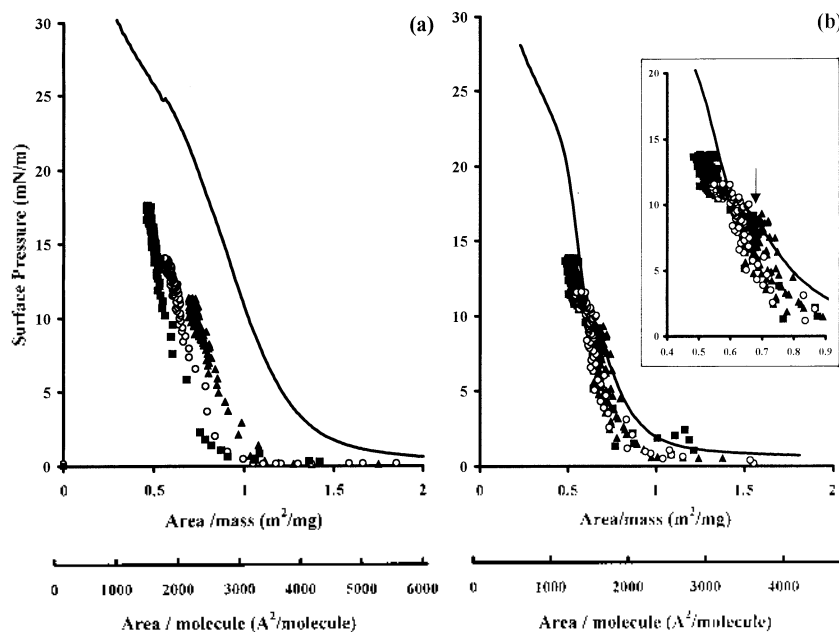 (a)
30
25
20
15
10
5
0
Surface Pressure (mN/m)
0 0.5 1 1.5 2
Area /mass (m²/mg)
0 1000 2000 3000 4000 5000 6000
Area / molecule (A²/molecule)
(b)
30
25
20
15
10
5
0
0 0.5 1 1.5 2
Area/mass (m²/mg)
0 1000 2000 3000 4000
Area / molecule (A²/molecule)
20
15
10
5
0
0.4 0.5 0.6 0.7 0.8 0.9